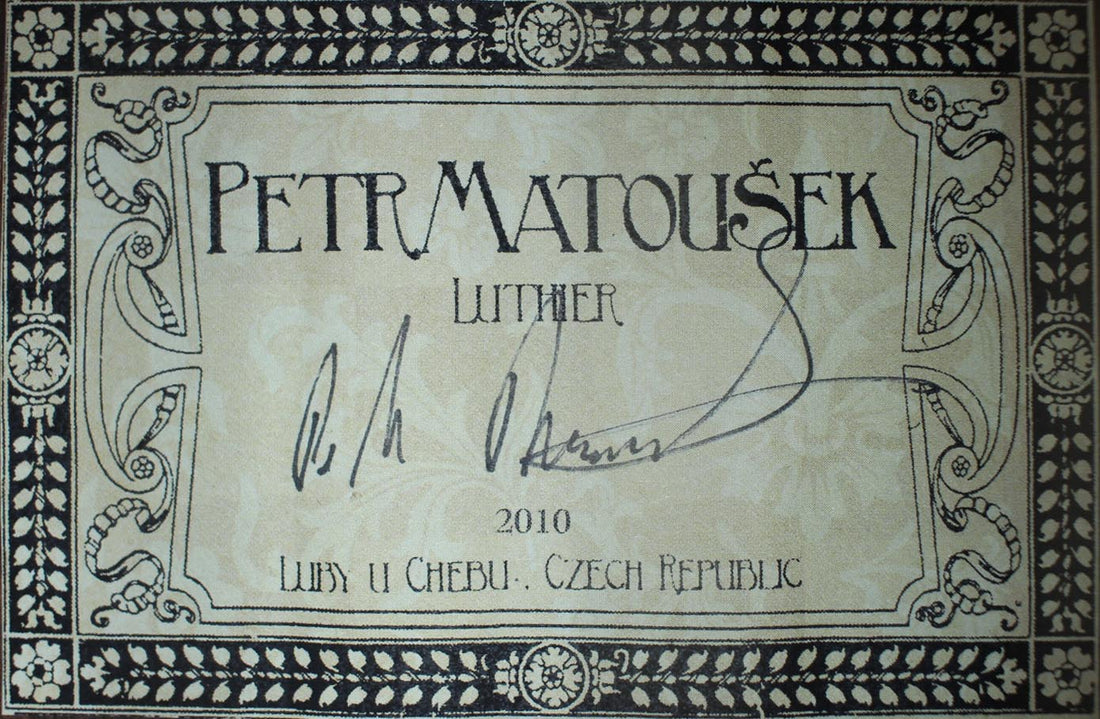 PETR MATOUŠEK
LUTHIER
2010
LUBY U CHEBU . CZECH REPUBLIC